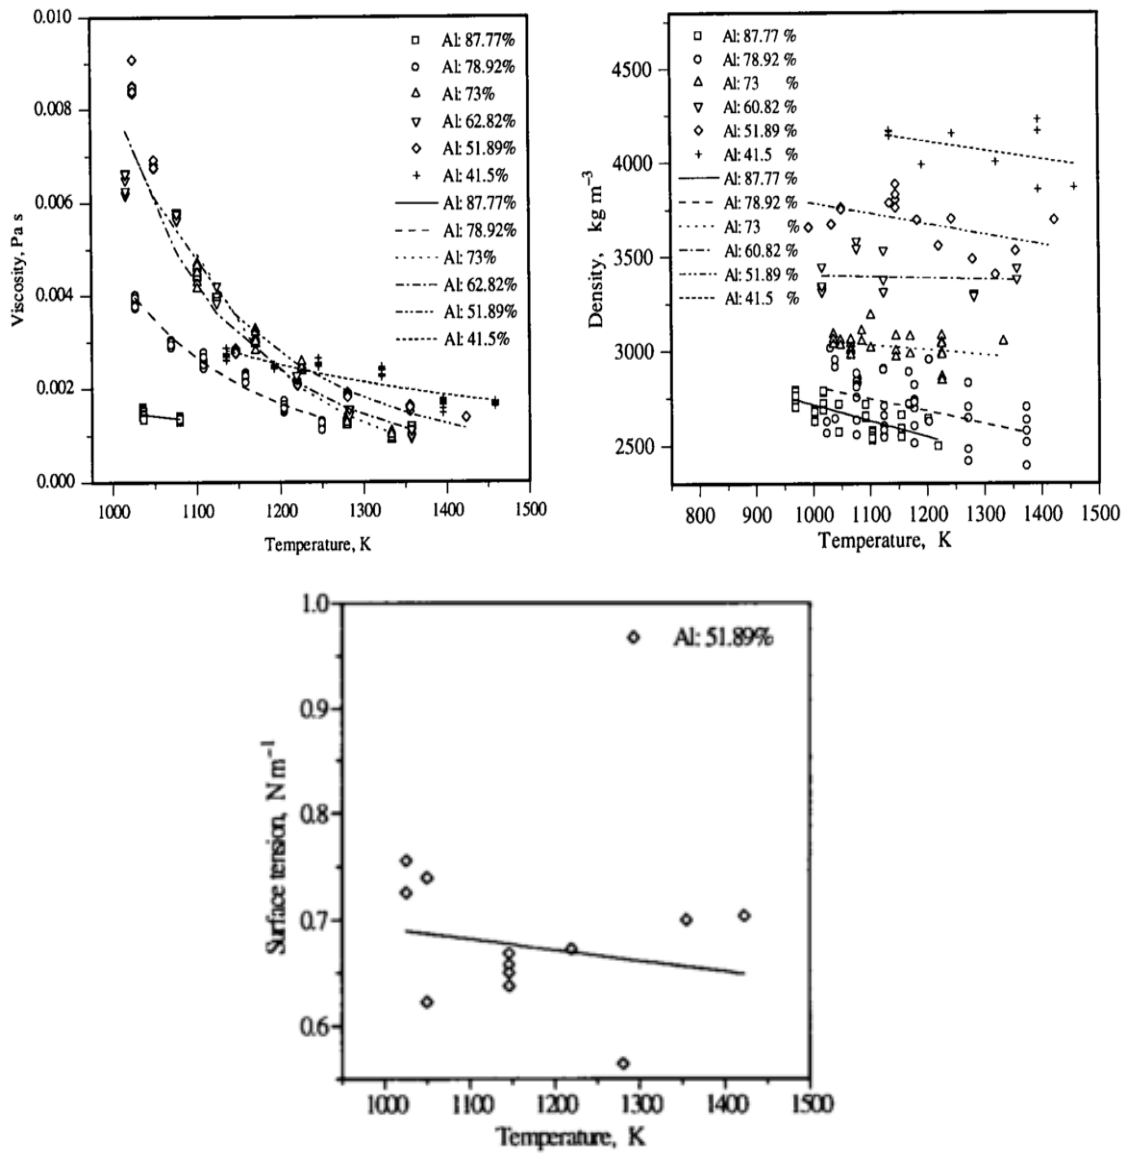 0.010
0.008
0.006
0.004
0.002
0.000
Viscosity, Pa s
1000 1100 1200 1300 1400 1500
Temperature, K
Al: 87.77%
Al: 78.92%
Al: 73%
Al: 62.82%
Al: 51.89%
Al: 41.5%
Al: 87.77%
Al: 78.92%
Al: 73%
Al: 62.82%
Al: 51.89%
Al: 41.5%
4500
4000
3500
3000
2500
Density, kg m⁻³
800 900 1000 1100 1200 1300 1400 1500
Temperature, K
Al: 87.77 %
Al: 78.92 %
Al: 73 %
Al: 60.82 %
Al: 51.89 %
Al: 41.5 %
Al: 87.77 %
Al: 78.92 %
Al: 73 %
Al: 60.82 %
Al: 51.89 %
Al: 41.5 %
1.0
0.9
0.8
0.7
0.6
Surface tension, N m⁻¹
1000 1100 1200 1300 1400 1500
Temperature, K
Al: 51.89%